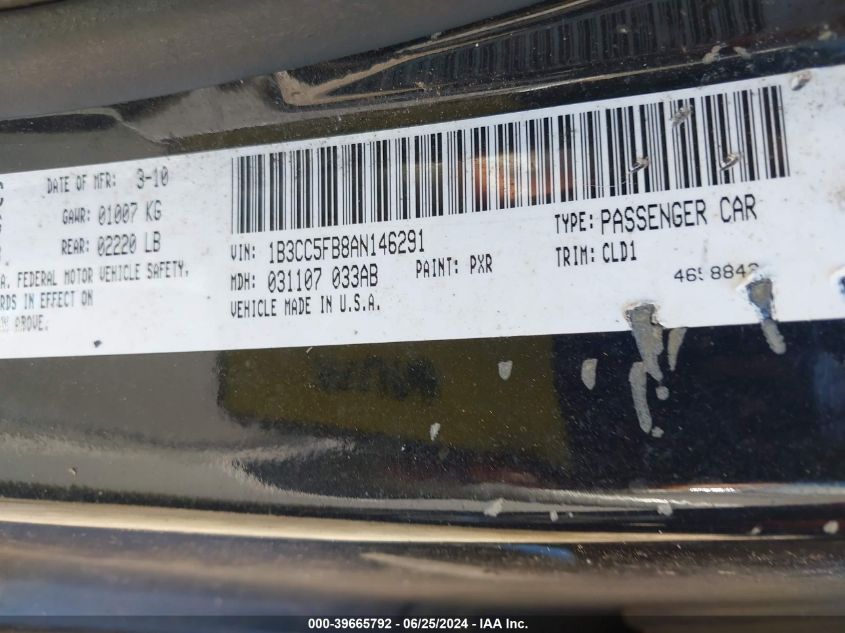 DATE OF MFR: 3-10
GAWR: 01007 KG
REAR: 02220 LB
FEDERAL MOTOR VEHICLE SAFETY.
IN EFFECT ON
ABOVE.
VIN: 1B3CC5FB8AN146291
MDH: 031107 033AB
PAINT: PXR
VEHICLE MADE IN U.S.A.
TYPE: PASSENGER CAR
TRIM: CLD1
000-39665792 - 06/25/2024 - IAA Inc.